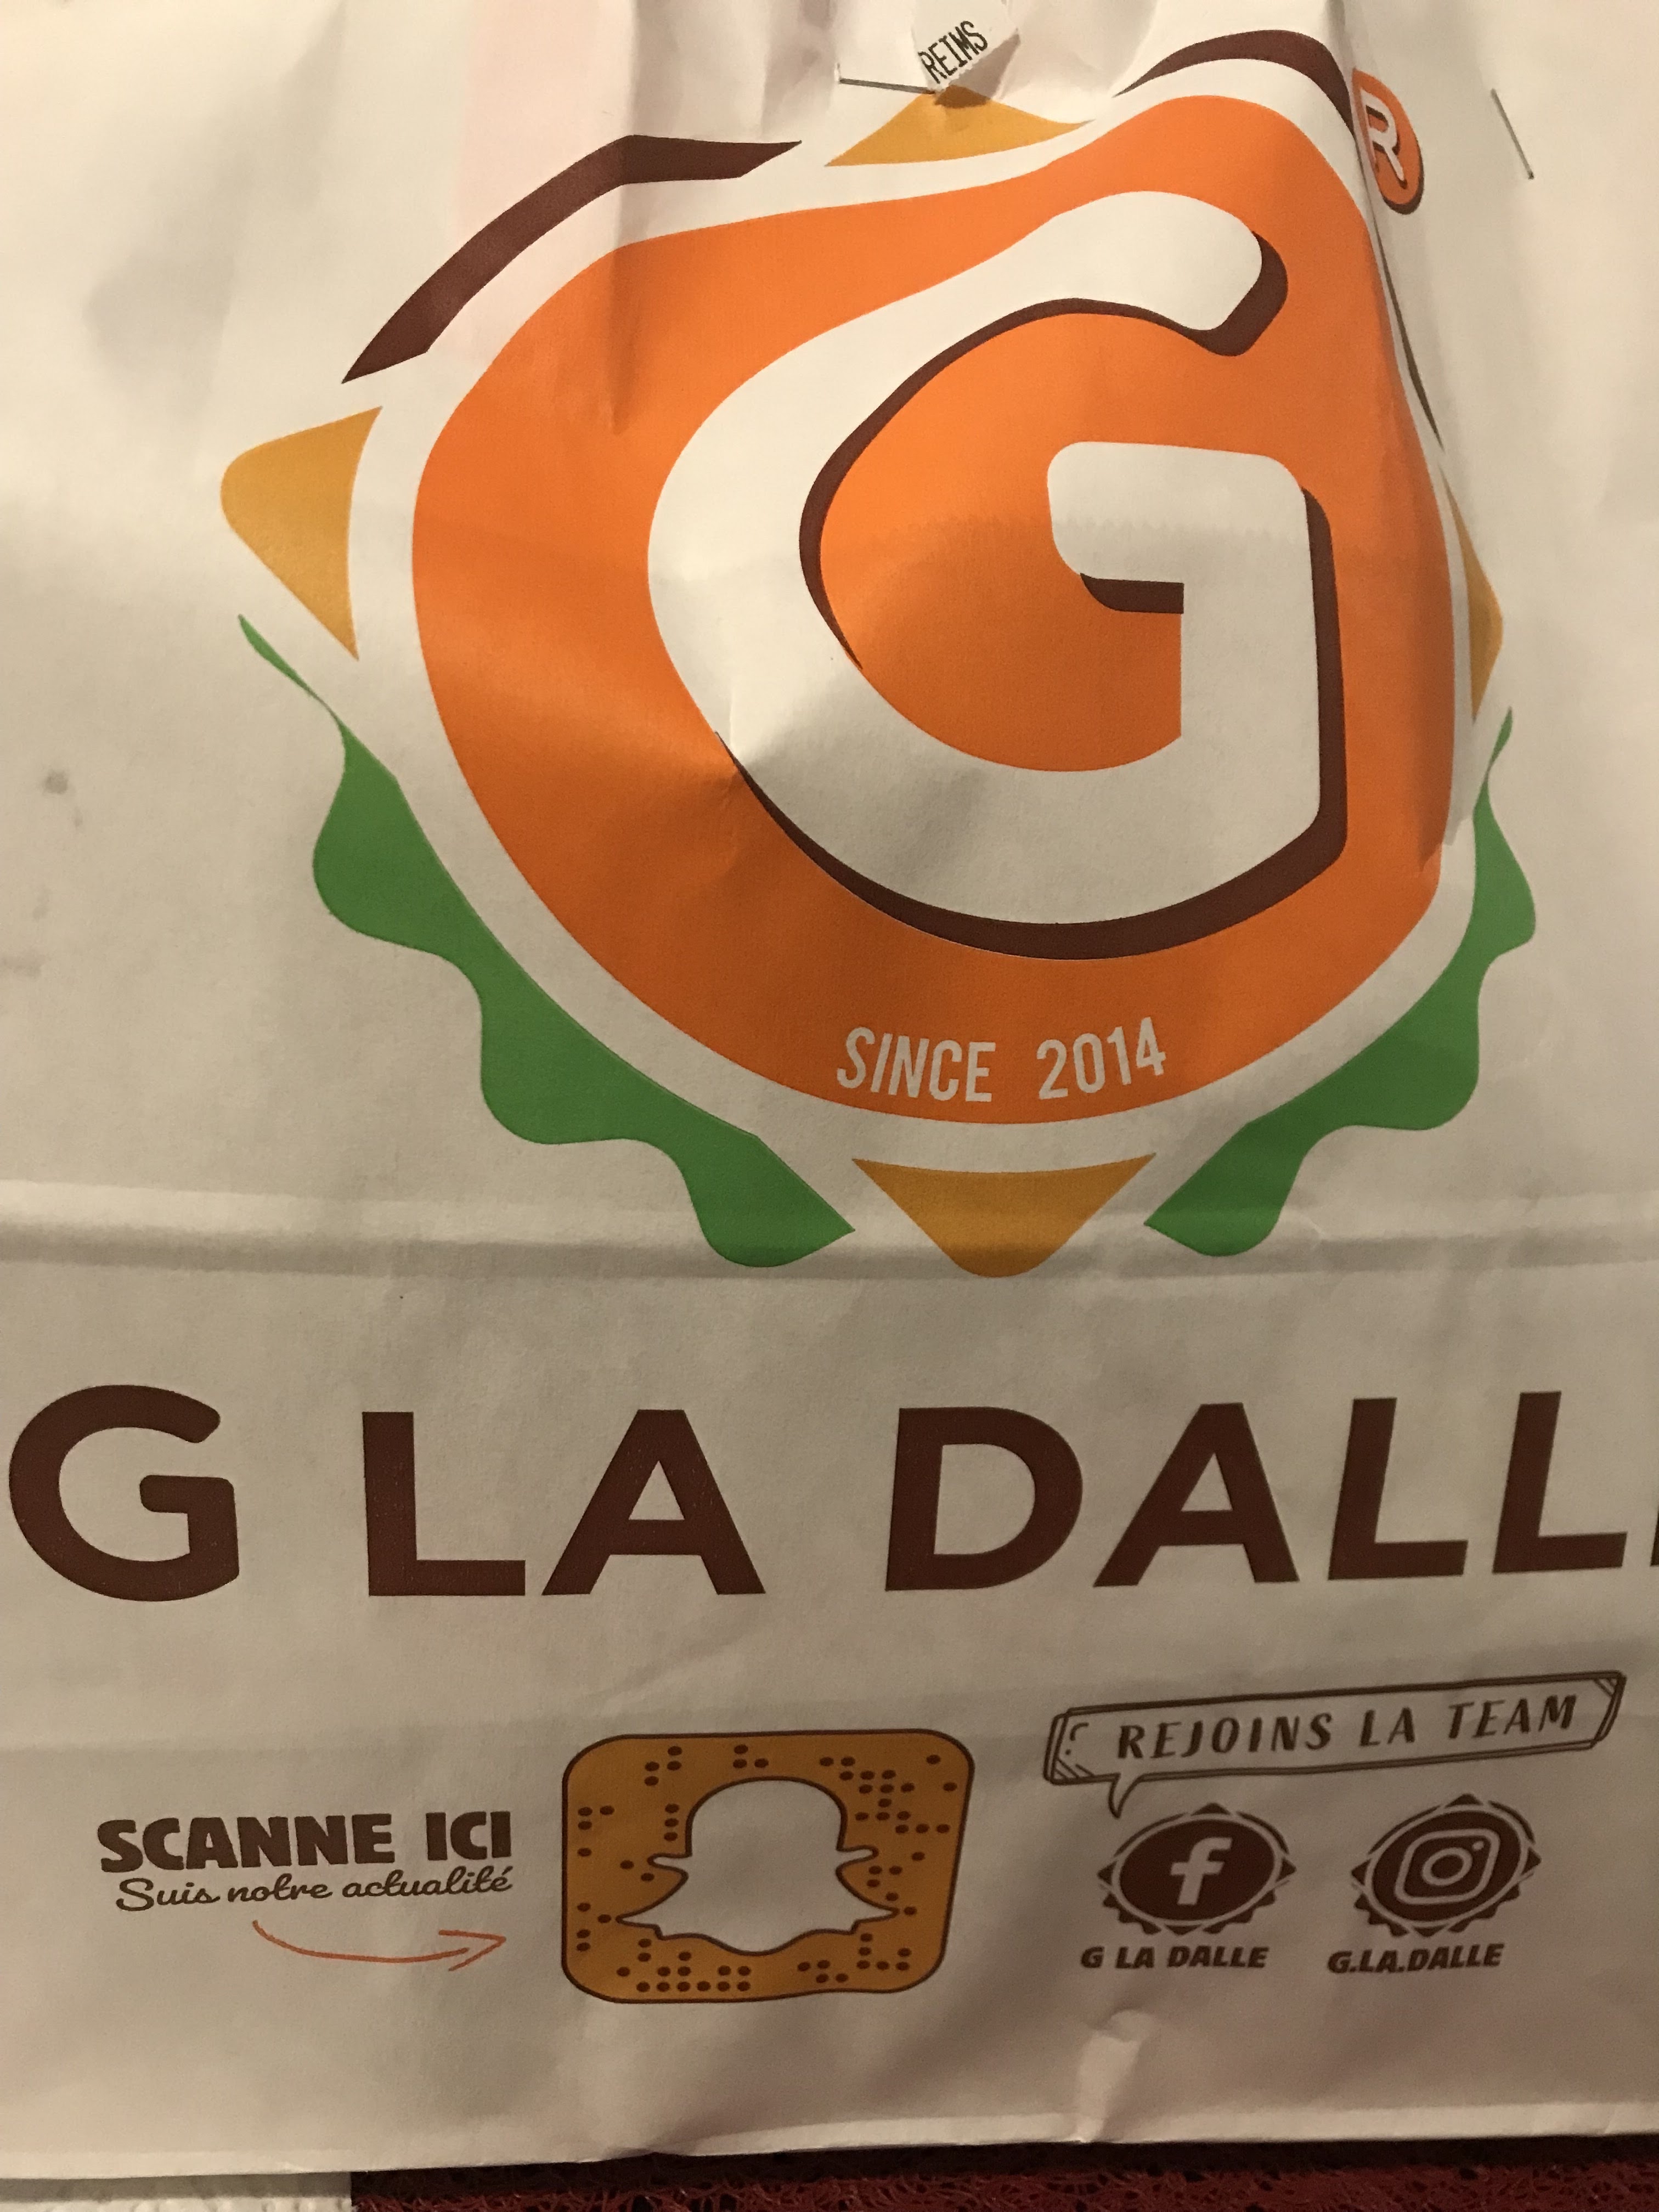 REIMS
R
G
SINCE 2014
G LA DALL
REJOINS LA TEAM
SCANNE ICI
Suis notre actualité
f
G LA DALLE
G.LA.DALLE